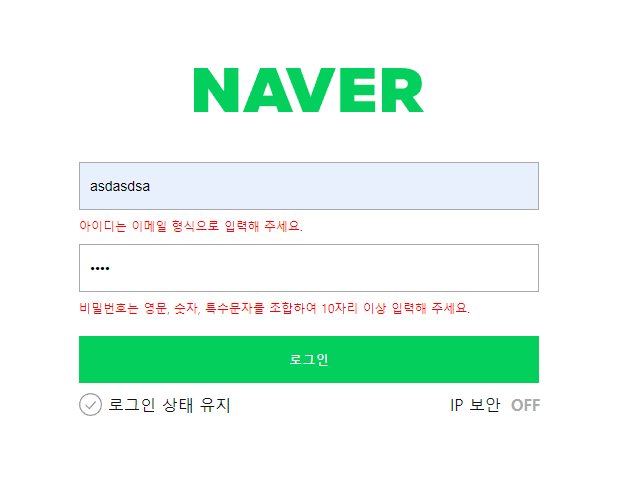 NAVER
asdasdsa
아이디는 이메일 형식으로 입력해 주세요.
••••
비밀번호는 영문, 숫자, 특수문자를 조합하여 10자리 이상 입력해 주세요.
로그인
로그인 상태 유지 IP 보안 OFF